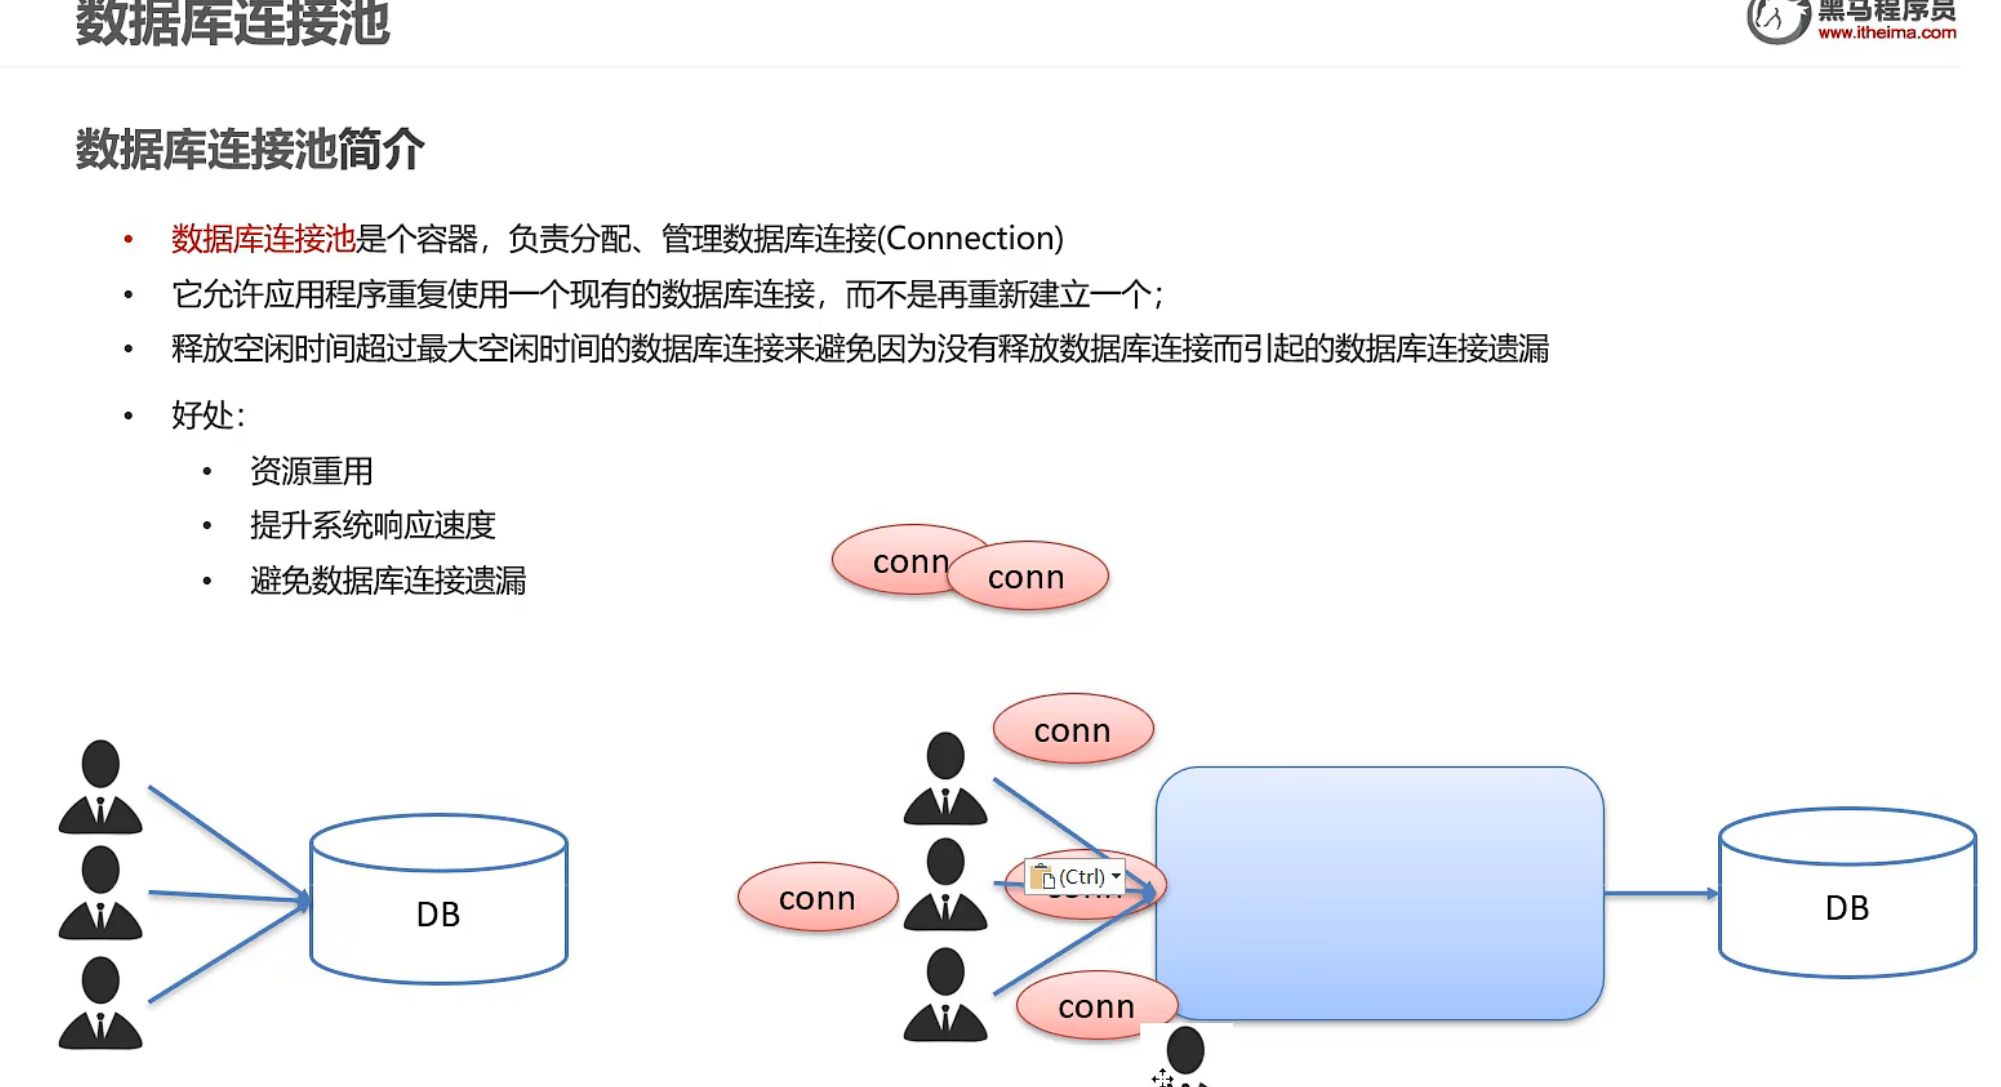 数据库连接池
黑马程序员
www.itheima.com
数据库连接池简介
• 数据库连接池是个容器，负责分配、管理数据库连接(Connection)
• 它允许应用程序重复使用一个现有的数据库连接，而不是再重新建立一个；
• 释放空闲时间超过最大空闲时间的数据库连接来避免因为没有释放数据库连接而引起的数据库连接遗漏
• 好处：
• 资源重用
• 提升系统响应速度
• 避免数据库连接遗漏
conn
conn
conn
conn
(Ctrl)
conn
DB
DB